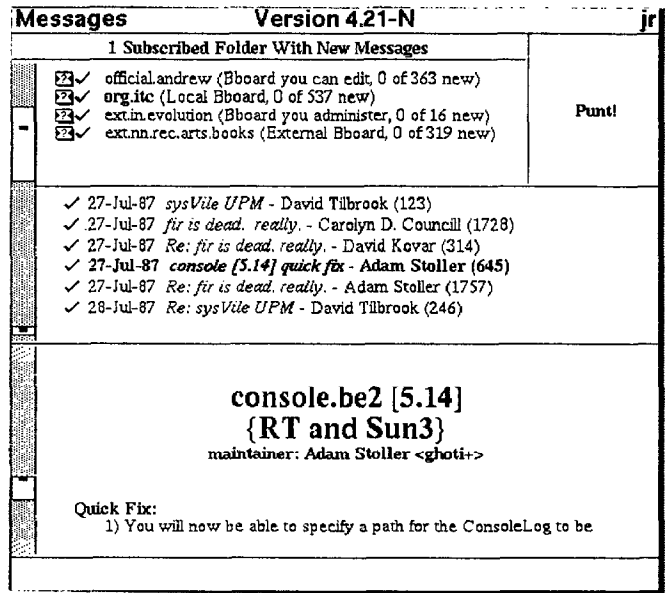 Messages Version 4.21-N jr
1 Subscribed Folder With New Messages
official.andrew (Bboard you can edit, 0 of 363 new)
org.itc (Local Bboard, 0 of 537 new)
ext.in.evolution (Bboard you administer, 0 of 16 new)
ext.nn.rec.arts.books (External Bboard, 0 of 319 new)
Punt!
27-Jul-87 sysVile UPM - David Tilbrook (123)
27-Jul-87 fir is dead. really. - Carolyn D. Councill (1728)
27-Jul-87 Re: fir is dead. really. - David Kovar (314)
27-Jul-87 console [5.14] quick fix - Adam Stoller (645)
27-Jul-87 Re: fir is dead. really. - Adam Stoller (1757)
28-Jul-87 Re: sysVile UPM - David Tilbrook (246)
console.be2 [5.14]
{RT and Sun3}
maintainer: Adam Stoller <ghoti+>
Quick Fix:
1) You will now be able to specify a path for the ConsoleLog to be